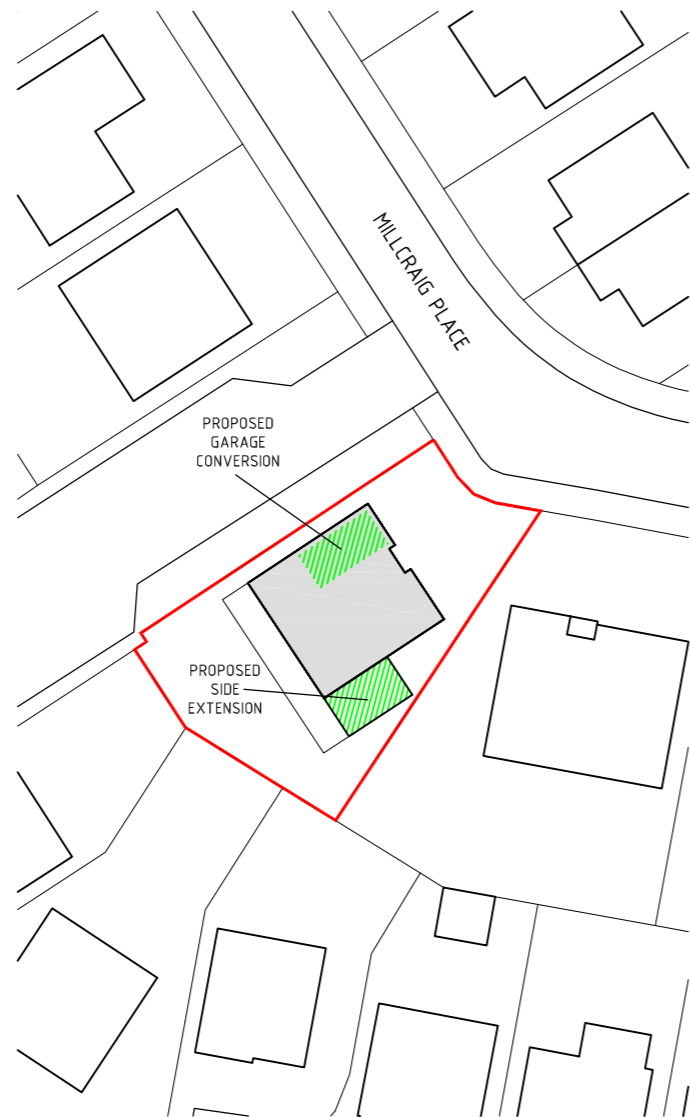 MILLCRAIG PLACE
PROPOSED
GARAGE
CONVERSION
PROPOSED
SIDE
EXTENSION